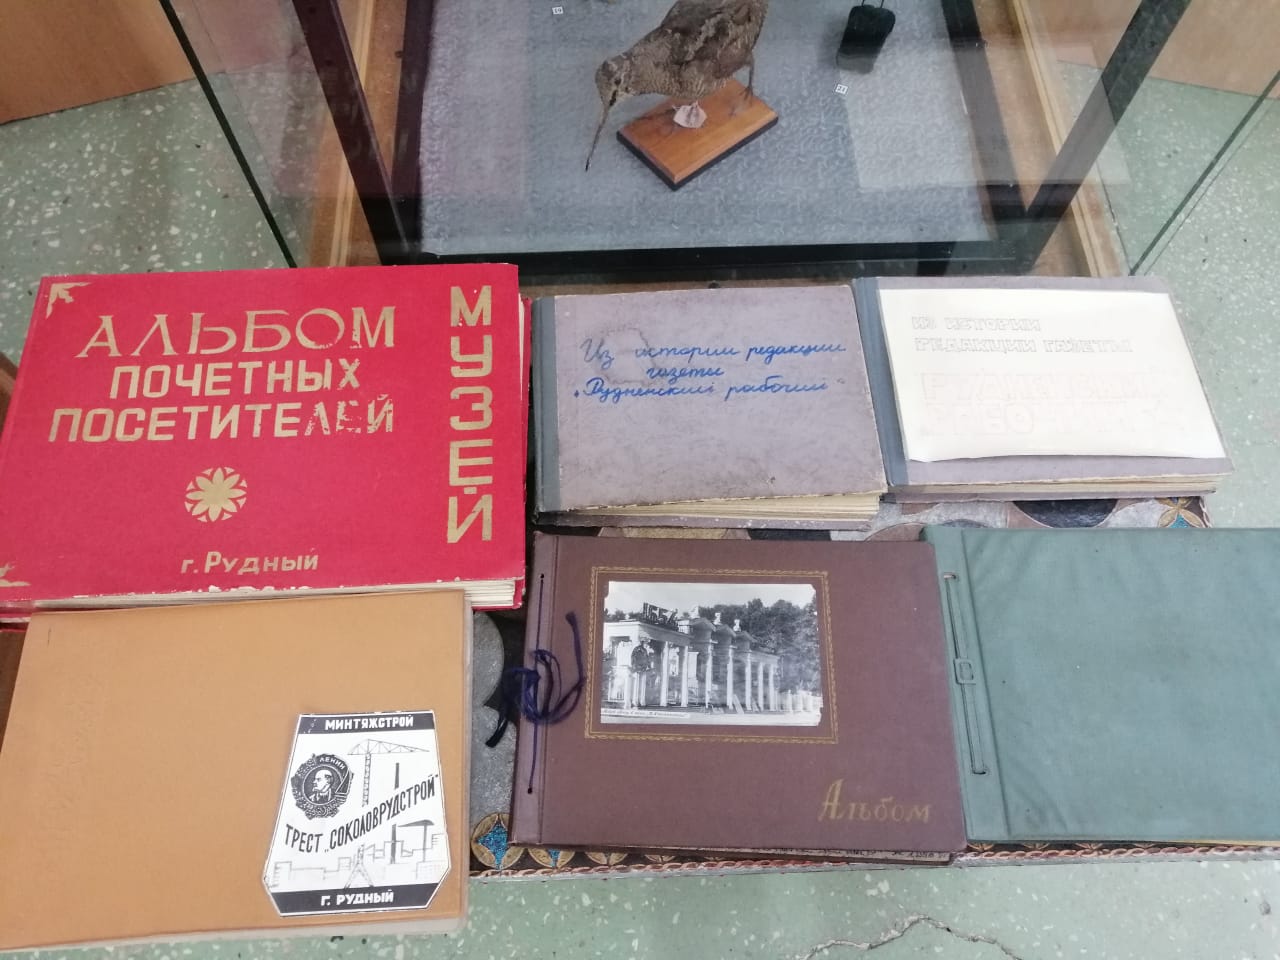 АЛЬБОМ
ПОЧЕТНЫХ
ПОСЕТИТЕЛЕЙ
МУЗЕЙ
г. Рудный
Из истории редакции
газеты
"Рудненский рабочий"
ИЗ ИСТОРИИ
РЕДАКЦИИ ГАЗЕТЫ
МИНТЯЖСТРОЙ
ЛЕНИН
ТРЕСТ „СОКОЛОВРУДСТРОЙ"
Г. РУДНЫЙ
Альбом